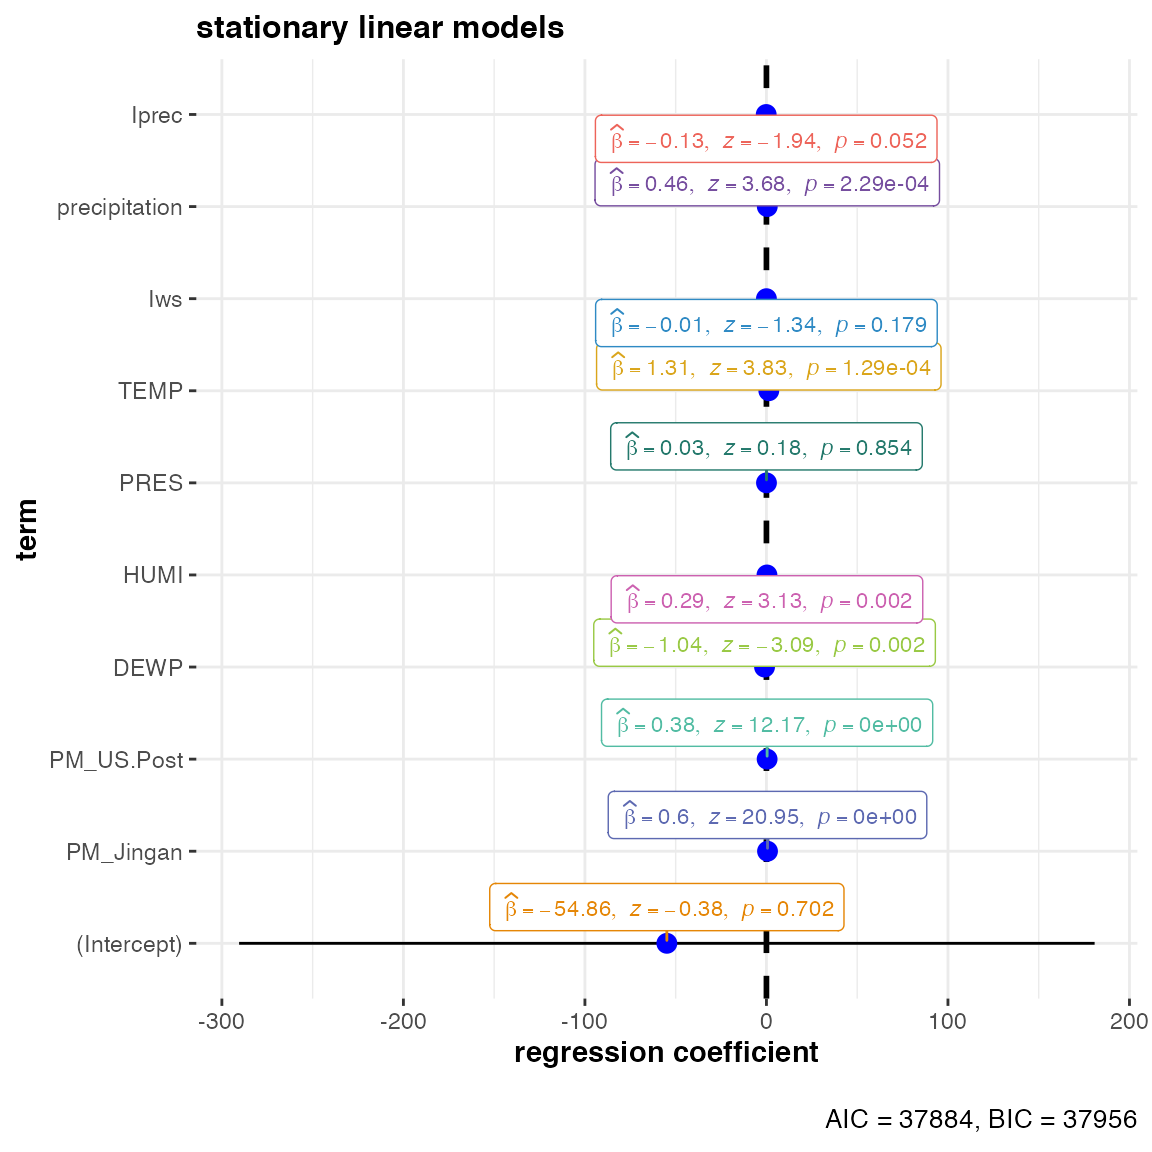 stationary linear models
Iprec
β̂ = −0.13, z = −1.94, p = 0.052
β̂ = 0.46, z = 3.68, p = 2.29e-04
precipitation
Iws
β̂ = −0.01, z = −1.34, p = 0.179
β̂ = 1.31, z = 3.83, p = 1.29e-04
TEMP
β̂ = 0.03, z = 0.18, p = 0.854
PRES
HUMI
β̂ = 0.29, z = 3.13, p = 0.002
β̂ = −1.04, z = −3.09, p = 0.002
DEWP
β̂ = 0.38, z = 12.17, p = 0e+00
PM_US.Post
β̂ = 0.6, z = 20.95, p = 0e+00
PM_Jingan
β̂ = −54.86, z = −0.38, p = 0.702
(Intercept)
term
-300 -200 -100 0 100 200
regression coefficient
AIC = 37884, BIC = 37956